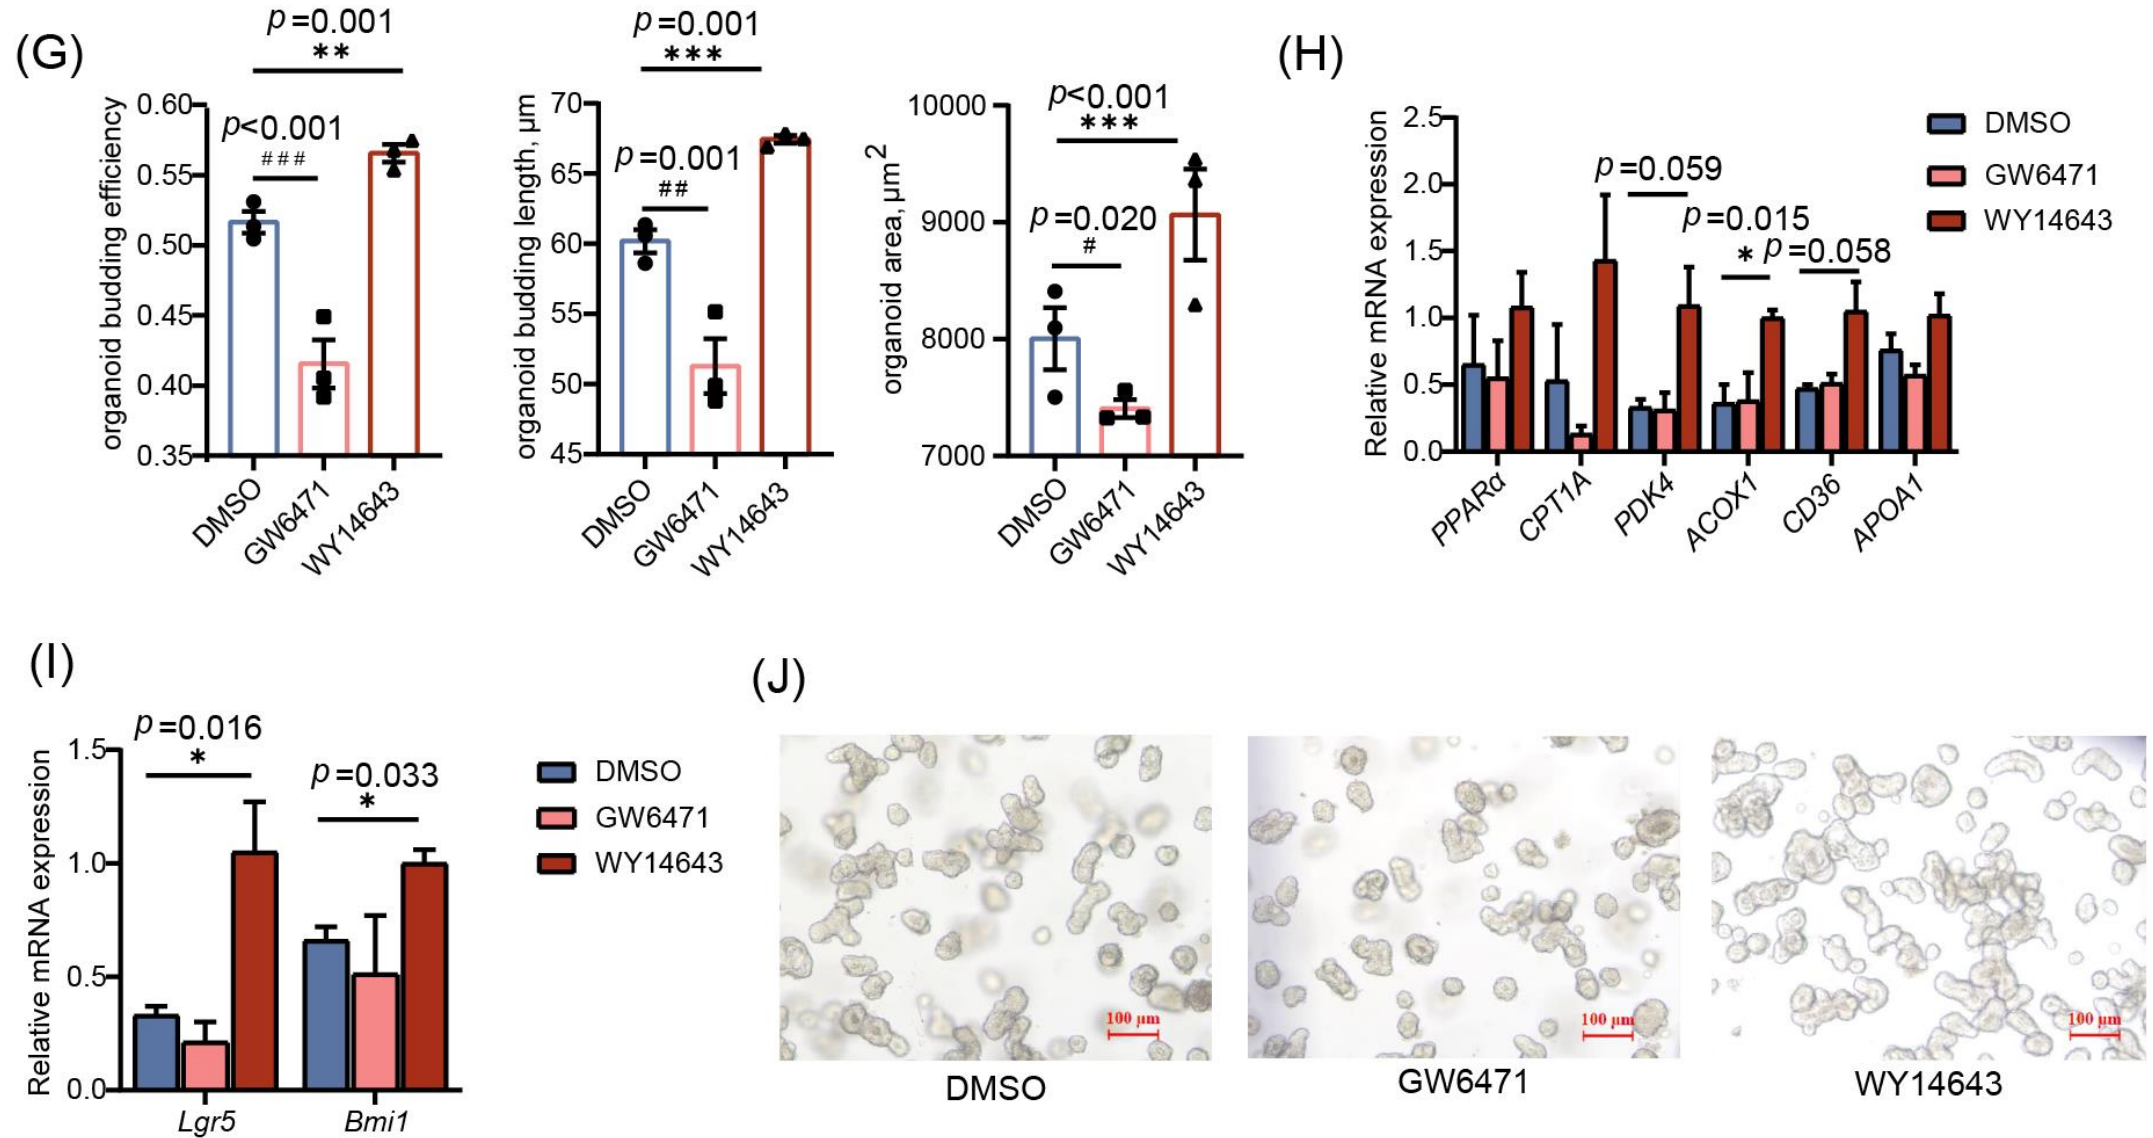 (G)
p=0.001
**
p<0.001
###
organoid budding efficiency
0.60
0.55
0.50
0.45
0.40
0.35
DMSO
GW6471
WY14643
p=0.001
***
p=0.001
##
organoid budding length, μm
70
65
60
55
50
45
DMSO
GW6471
WY14643
p<0.001
***
p=0.020
#
organoid area, μm2
10000
9000
8000
7000
DMSO
GW6471
WY14643
(H)
p=0.059
p=0.015
*
p=0.058
Relative mRNA expression
2.5
2.0
1.5
1.0
0.5
0.0
PPARα
CPT1A
PDK4
ACOX1
CD36
APOA1
DMSO
GW6471
WY14643
(I)
p=0.016
*
p=0.033
*
Relative mRNA expression
1.5
1.0
0.5
0.0
Lgr5
Bmi1
DMSO
GW6471
WY14643
(J)
100 μm
100 μm
100 μm
DMSO
GW6471
WY14643